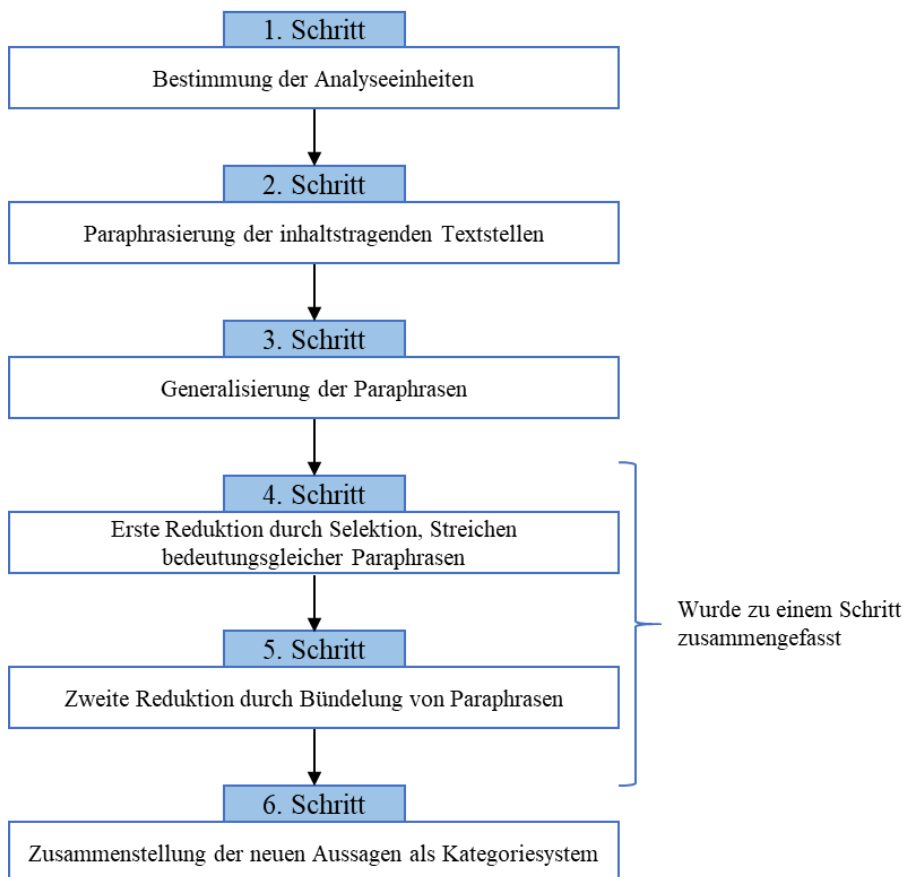 1. Schritt
Bestimmung der Analyseeinheiten
2. Schritt
Paraphrasierung der inhaltstragenden Textstellen
3. Schritt
Generalisierung der Paraphrasen
4. Schritt
Erste Reduktion durch Selektion, Streichen
bedeutungsgleicher Paraphrasen
Wurde zu einem Schritt
zusammengefasst
5. Schritt
Zweite Reduktion durch Bündelung von Paraphrasen
6. Schritt
Zusammenstellung der neuen Aussagen als Kategoriesystem